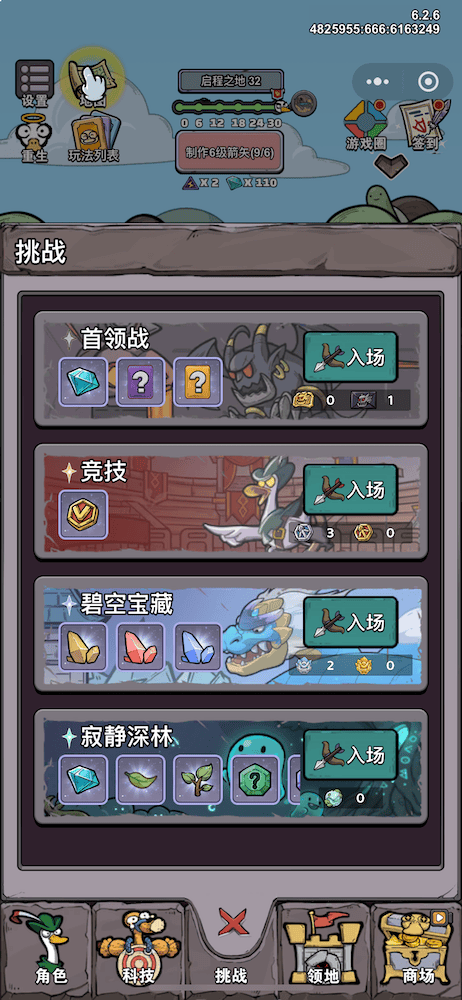 6.2.6
4825955:666:6163249
设置
重生
玩法列表
启程之地 32
0 6 12 18 24 30
制作6级箭矢(9/6)
X 2 X 110
游戏圈
签到
挑战
首领战
入场
? ?
0 1
竞技
入场
3 0
碧空宝藏
入场
2 0
寂静深林
入场
?
0
角色
科技
挑战
领地
商场